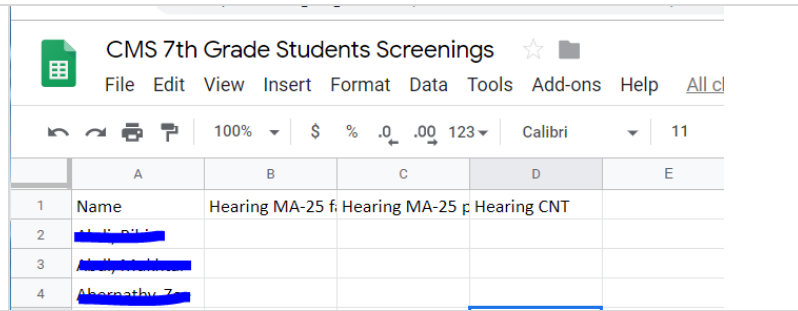 CMS 7th Grade Students Screenings
File Edit View Insert Format Data Tools Add-ons Help All
100% $ % .0 .00 123 Calibri 11
A B C D E
1 Name Hearing MA-25 Hearing MA-25 Hearing CNT
2
3
4